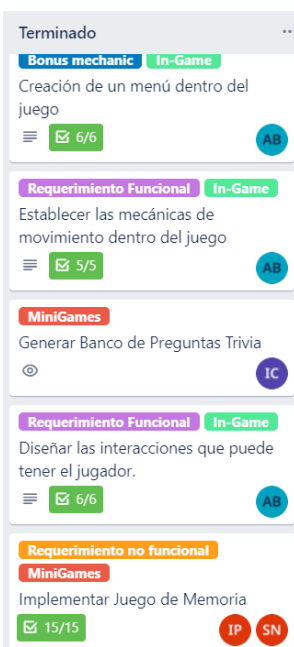 Terminado
Bonus mechanic In-Game
Creación de un menú dentro del
juego
6/6
AB
Requerimiento Funcional In-Game
Establecer las mecánicas de
movimiento dentro del juego
5/5
AB
MiniGames
Generar Banco de Preguntas Trivia
IC
Requerimiento Funcional In-Game
Diseñar las interacciones que puede
tener el jugador.
6/6
AB
Requerimiento no funcional
MiniGames
Implementar Juego de Memoria
15/15
IP SN